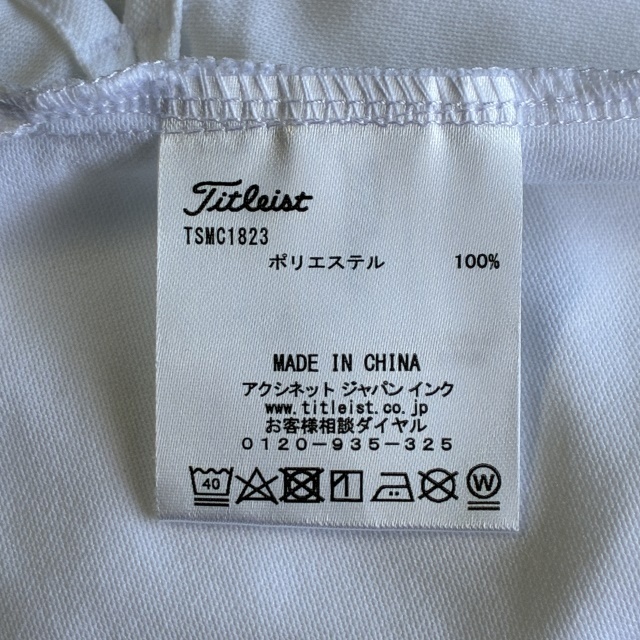 Titleist
TSMC1823
ポリエステル 100%
MADE IN CHINA
アクシネット ジャパン インク
www.titleist.co.jp
お客様相談ダイヤル
0120-935-325
40 W